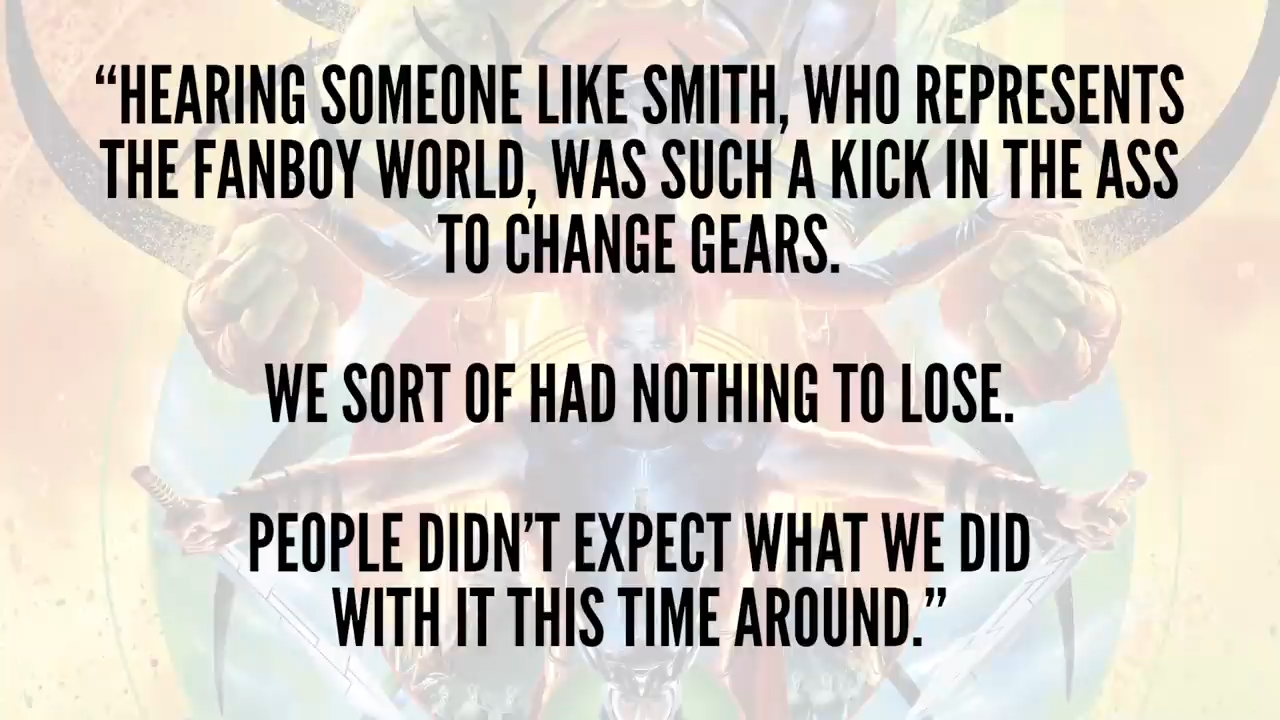 “HEARING SOMEONE LIKE SMITH, WHO REPRESENTS
THE FANBOY WORLD, WAS SUCH A KICK IN THE ASS
TO CHANGE GEARS.
WE SORT OF HAD NOTHING TO LOSE.
PEOPLE DIDN’T EXPECT WHAT WE DID
WITH IT THIS TIME AROUND.”